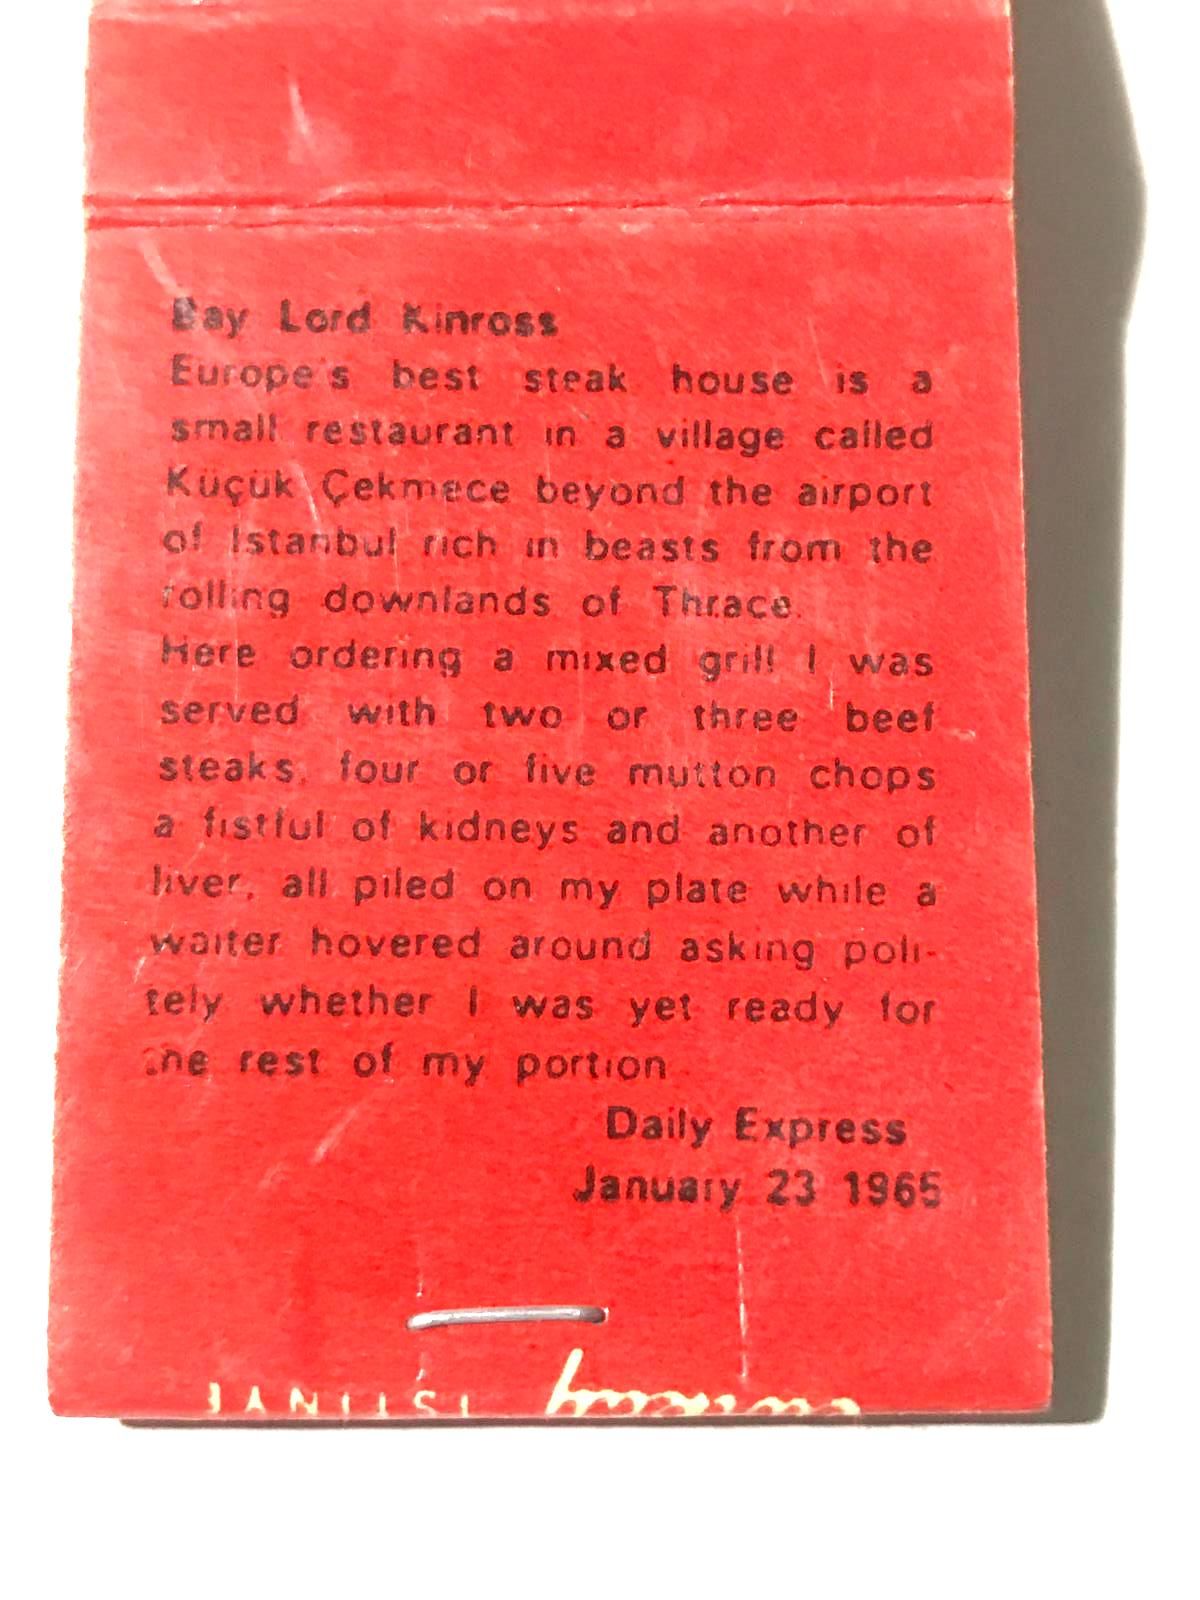 Bay Lord Kinross
Europe's best steak house is a
small restaurant in a village called
Küçük Çekmece beyond the airport
of Istanbul rich in beasts from the
rolling downlands of Thrace.
Here ordering a mixed grill I was
served with two or three beef
steaks, four or five mutton chops
a fistful of kidneys and another of
liver, all piled on my plate while a
waiter hovered around asking poli-
tely whether I was yet ready for
the rest of my portion
Daily Express
January 23 1965